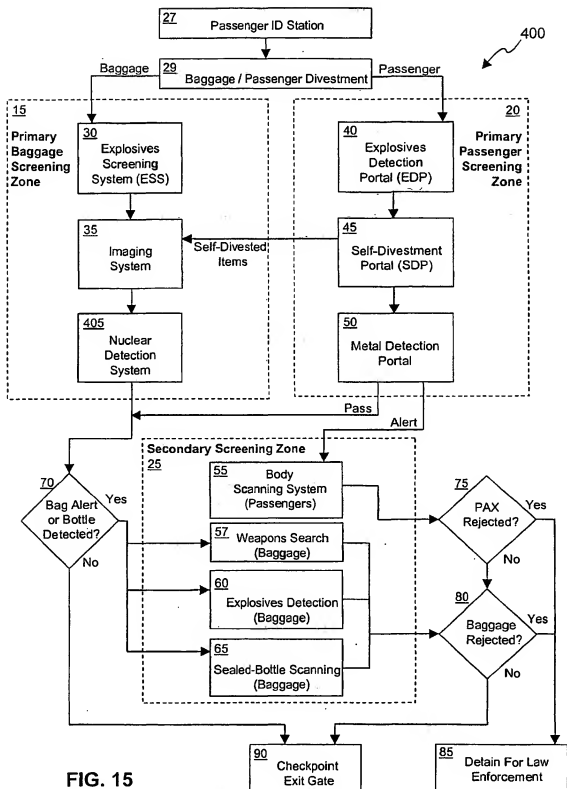 27
Passenger ID Station
400
29
Baggage / Passenger Divestment
Baggage
Passenger
15
Primary
Baggage
Screening
Zone
30
Explosives
Screening
System (ESS)
35
Imaging
System
405
Nuclear
Detection
System
20
Primary
Passenger
Screening
Zone
40
Explosives
Detection
Portal (EDP)
45
Self-Divestment
Portal (SDP)
Self-Divested
Items
50
Metal Detection
Portal
Pass
Alert
Secondary Screening Zone
25
55
Body
Scanning System
(Passengers)
57
Weapons Search
(Baggage)
60
Explosives Detection
(Baggage)
65
Sealed-Bottle Scanning
(Baggage)
70
Bag Alert
or Bottle
Detected?
Yes
No
75
PAX
Rejected?
Yes
No
80
Baggage
Rejected?
Yes
No
90
Checkpoint
Exit Gate
85
Detain For Law
Enforcement
FIG. 15